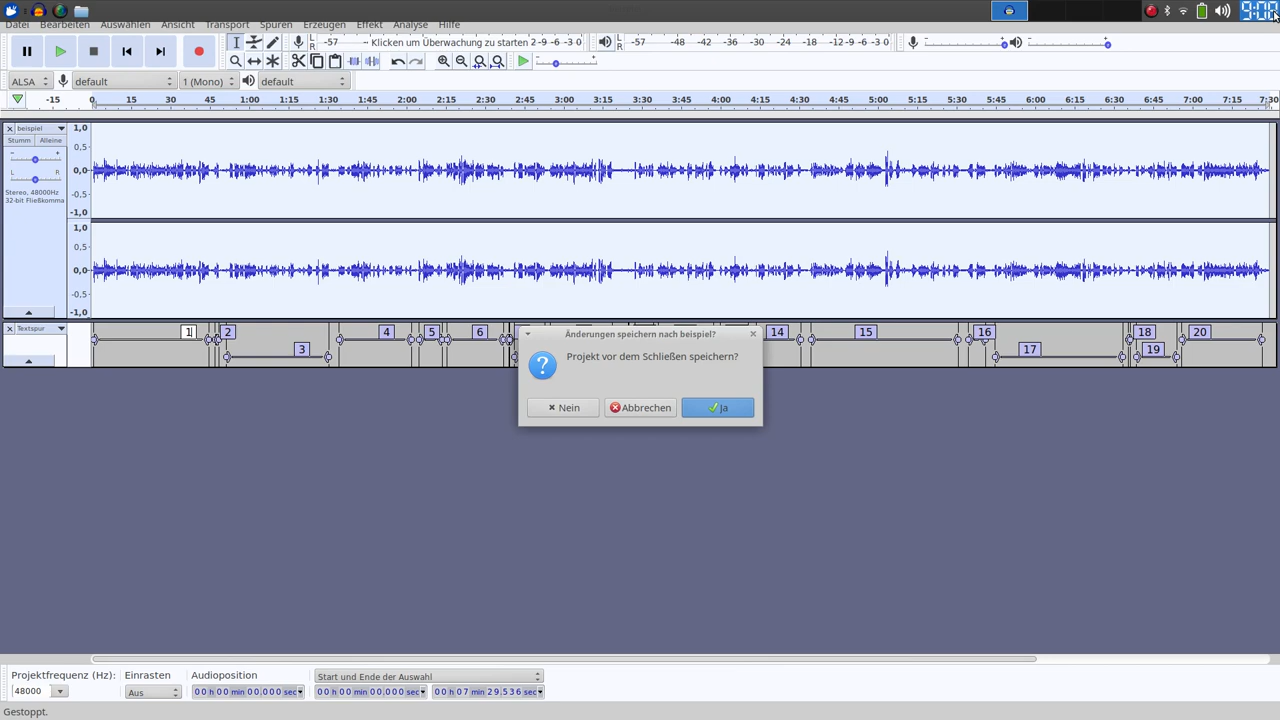 9:00
Datei Bearbeiten Auswählen Ansicht Transport Spuren Erzeugen Effekt Analyse Hilfe
L R -57 Klicken um Überwachung zu starten 2 -9 -6 -3 0 L R -57 -48 -42 -36 -30 -24 -18 -12 -9 -6 -3 0
ALSA default 1 (Mono) default
-15 0 15 30 45 1:15 1:30 1:45 2:00 2:15 2:30 2:45 3:00 3:15 3:30 3:45 4:00 4:15 4:30 4:45 5:00 5:15 5:30 5:45 6:00 6:15 6:30 6:45 7:00 7:15 7:30
beispiel 1,0
Stumm Alleine 0,5
- +
L R 0,0
Stereo, 48000Hz -0,5
32-bit Fließkomma
-1,0
1,0
0,5
0,0
-0,5
-1,0
Textspur 1 2 4 5 6 14 15 16 18 20
3 17 19
Änderungen speichern nach beispiel?
Projekt vor dem Schließen speichern?
Nein Abbrechen Ja
Projektfrequenz (Hz): Einrasten Audioposition Start und Ende der Auswahl
48000 Aus 00 h 00 min 00,000 sec 00 h 00 min 00,000 sec 00 h 07 min 29,536 sec
Gestoppt.